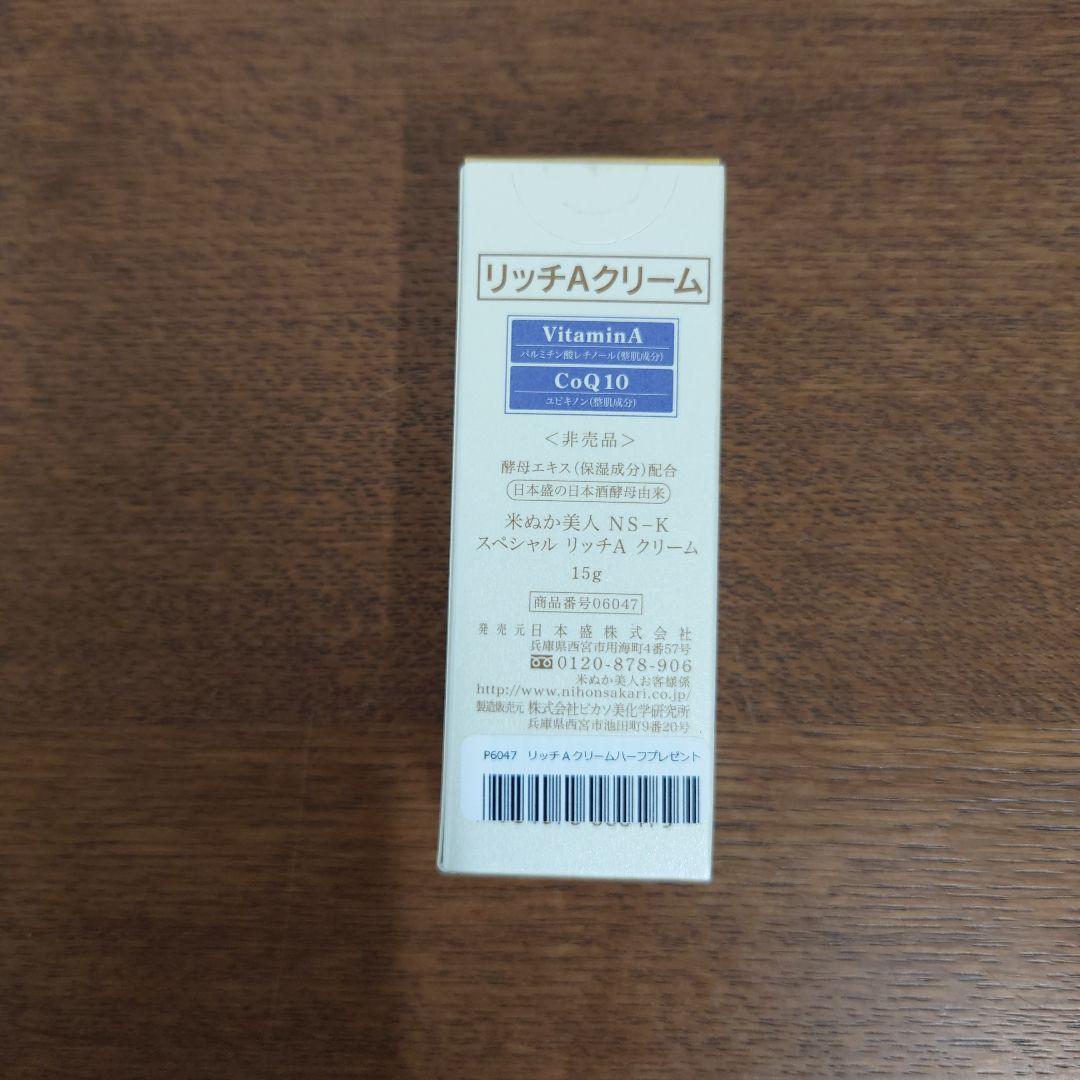 リッチAクリーム
VitaminA
パルミチン酸レチノール(整肌成分)
CoQ10
ユビキノン(整肌成分)
＜非売品＞
酵母エキス(保湿成分)配合
日本盛の日本酒酵母由来
米ぬか美人 NS-K
スペシャル リッチA クリーム
15g
商品番号06047
発売元 日本盛株式会社
兵庫県西宮市用海町4番57号
0120-878-906
米ぬか美人お客様係
http://www.nihonsakari.co.jp/
製造販売元 株式会社ピカソ美化学研究所
兵庫県西宮市池田町9番20号
P6047 リッチAクリームハーフプレゼント